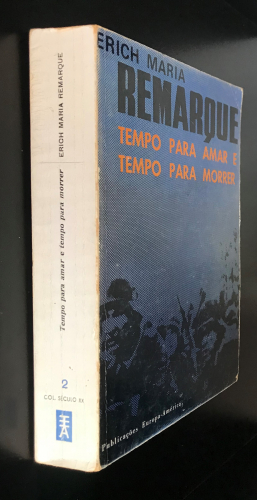 ERICH MARIA
REMARQUE
TEMPO PARA AMAR E
TEMPO PARA MORRER
Publicações Europa-América
ERICH MARIA REMARQUE
Tempo para amar e tempo para morrer
2
COL. SÉCULO XX